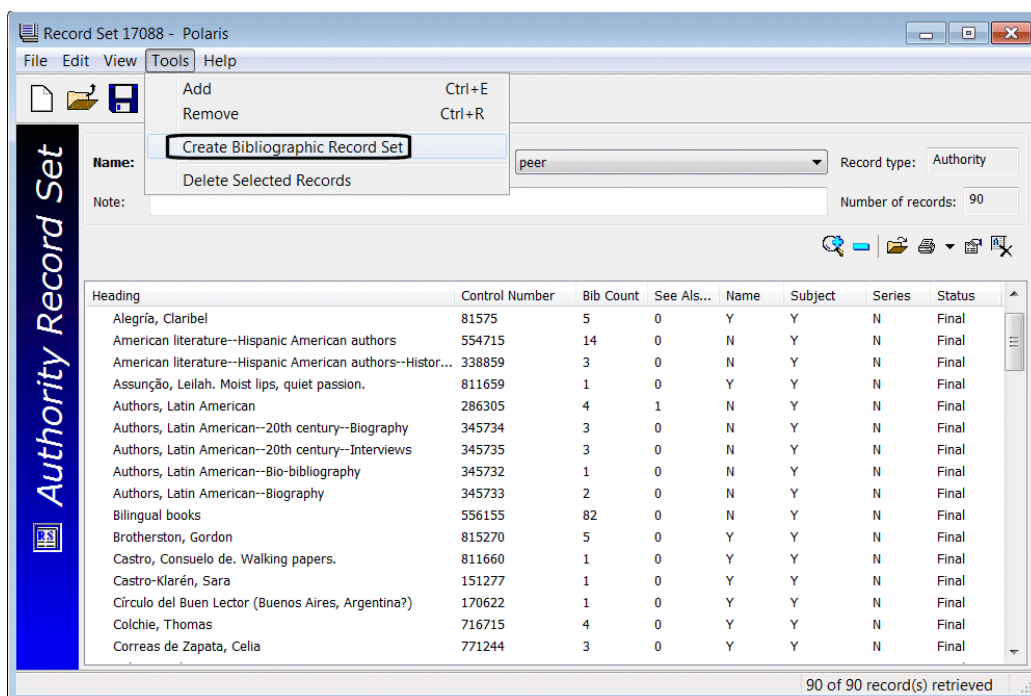 Record Set 17088 - Polaris
File Edit View Tools Help
Add Ctrl+E
Remove Ctrl+R
Create Bibliographic Record Set
Delete Selected Records
Authority Record Set
Name: peer Record type: Authority
Note: Number of records: 90
Heading Control Number Bib Count See Als... Name Subject Series Status
Alegría, Claribel 81575 5 0 Y Y N Final
American literature--Hispanic American authors 554715 14 0 N Y N Final
American literature--Hispanic American authors--Histor... 338859 3 0 N Y N Final
Assunção, Leilah. Moist lips, quiet passion. 811659 1 0 Y Y N Final
Authors, Latin American 286305 4 1 N Y N Final
Authors, Latin American--20th century--Biography 345734 3 0 N Y N Final
Authors, Latin American--20th century--Interviews 345735 3 0 N Y N Final
Authors, Latin American--Bio-bibliography 345732 1 0 N Y N Final
Authors, Latin American--Biography 345733 2 0 N Y N Final
Bilingual books 556155 82 0 N Y N Final
Brotherston, Gordon 815270 5 0 Y Y N Final
Castro, Consuelo de. Walking papers. 811660 1 0 Y Y N Final
Castro-Klarén, Sara 151277 1 0 Y Y N Final
Círculo del Buen Lector (Buenos Aires, Argentina?) 170622 1 0 Y Y N Final
Colchie, Thomas 716715 4 0 Y Y N Final
Correas de Zapata, Celia 771244 3 0 Y Y N Final
90 of 90 record(s) retrieved